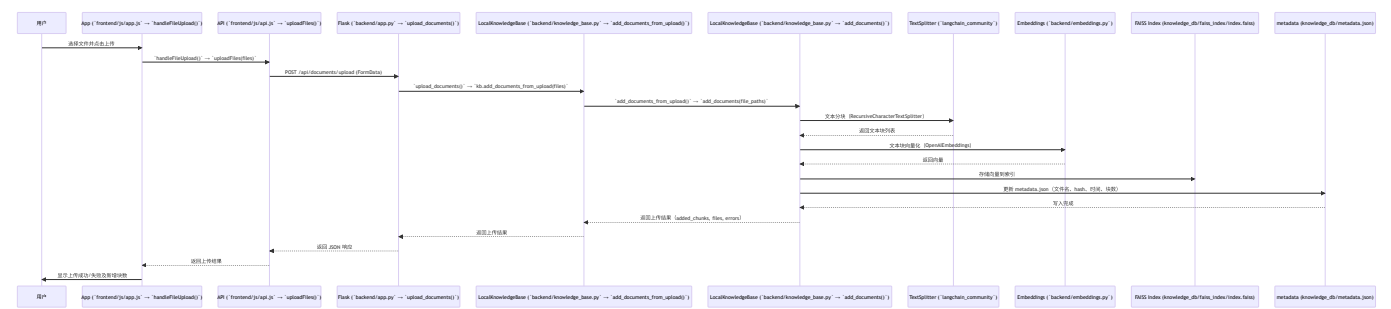 用户
App (`frontend/js/app.js` → `handleFileUpload()`)
API (`frontend/js/api.js` → `uploadFiles()`)
Flask (`backend/app.py` → `upload_documents()`)
LocalKnowledgeBase (`backend/knowledge_base.py` → `add_documents_from_upload()`)
LocalKnowledgeBase (`backend/knowledge_base.py` → `add_documents()`)
TextSplitter (`langchain_community`)
Embeddings (`backend/embeddings.py`)
FAISS Index (knowledge_db/faiss_index/index.faiss)
metadata (knowledge_db/metadata.json)
选择文件并点击上传
`handleFileUpload()` → `uploadFiles(files)`
POST /api/documents/upload (FormData)
`upload_documents()` → `kb.add_documents_from_upload(files)`
`add_documents_from_upload()` → `add_documents(file_paths)`
文本分块（RecursiveCharacterTextSplitter）
返回文本块列表
文本块向量化（OpenAIEmbeddings）
返回向量
存储向量到索引
更新 metadata.json（文件名、hash、时间、块数）
写入完成
返回上传结果（added_chunks, files, errors）
返回上传结果
返回 JSON 响应
返回上传结果
显示上传成功/失败及新增块数
用户
App (`frontend/js/app.js` → `handleFileUpload()`)
API (`frontend/js/api.js` → `uploadFiles()`)
Flask (`backend/app.py` → `upload_documents()`)
LocalKnowledgeBase (`backend/knowledge_base.py` → `add_documents_from_upload()`)
LocalKnowledgeBase (`backend/knowledge_base.py` → `add_documents()`)
TextSplitter (`langchain_community`)
Embeddings (`backend/embeddings.py`)
FAISS Index (knowledge_db/faiss_index/index.faiss)
metadata (knowledge_db/metadata.json)